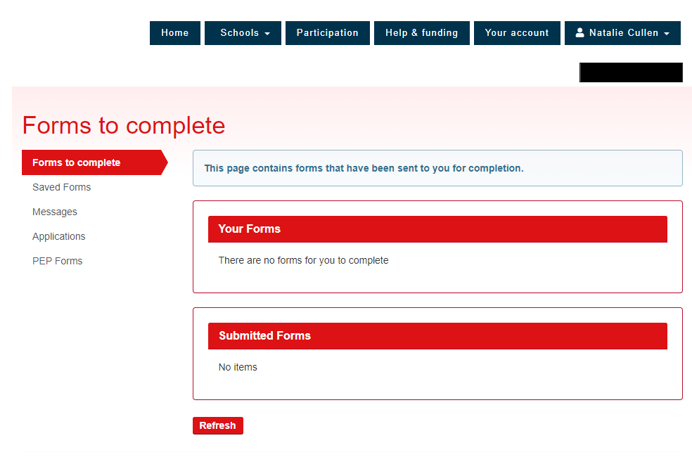 Home Schools Participation Help & funding Your account Natalie Cullen
Forms to complete
Forms to complete
Saved Forms
Messages
Applications
PEP Forms
This page contains forms that have been sent to you for completion.
Your Forms
There are no forms for you to complete
Submitted Forms
No items
Refresh